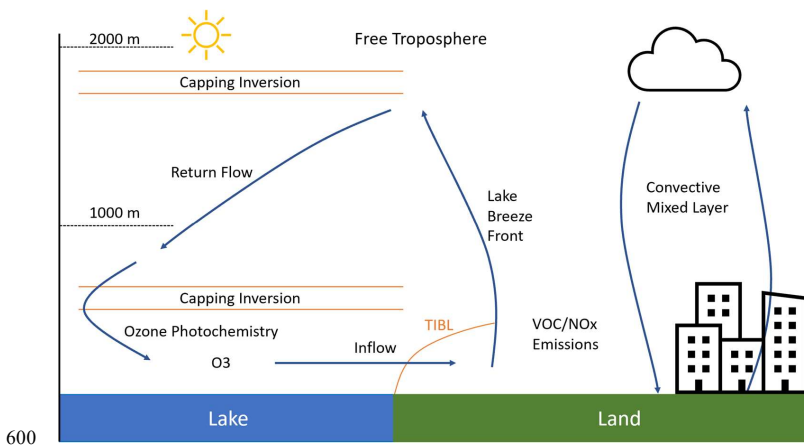 2000 m
Free Troposphere
Capping Inversion
Return Flow
Lake
Breeze
Front
Convective
Mixed Layer
1000 m
Capping Inversion
Ozone Photochemistry
TIBL
VOC/NOx
Emissions
O3
Inflow
Lake
Land
600